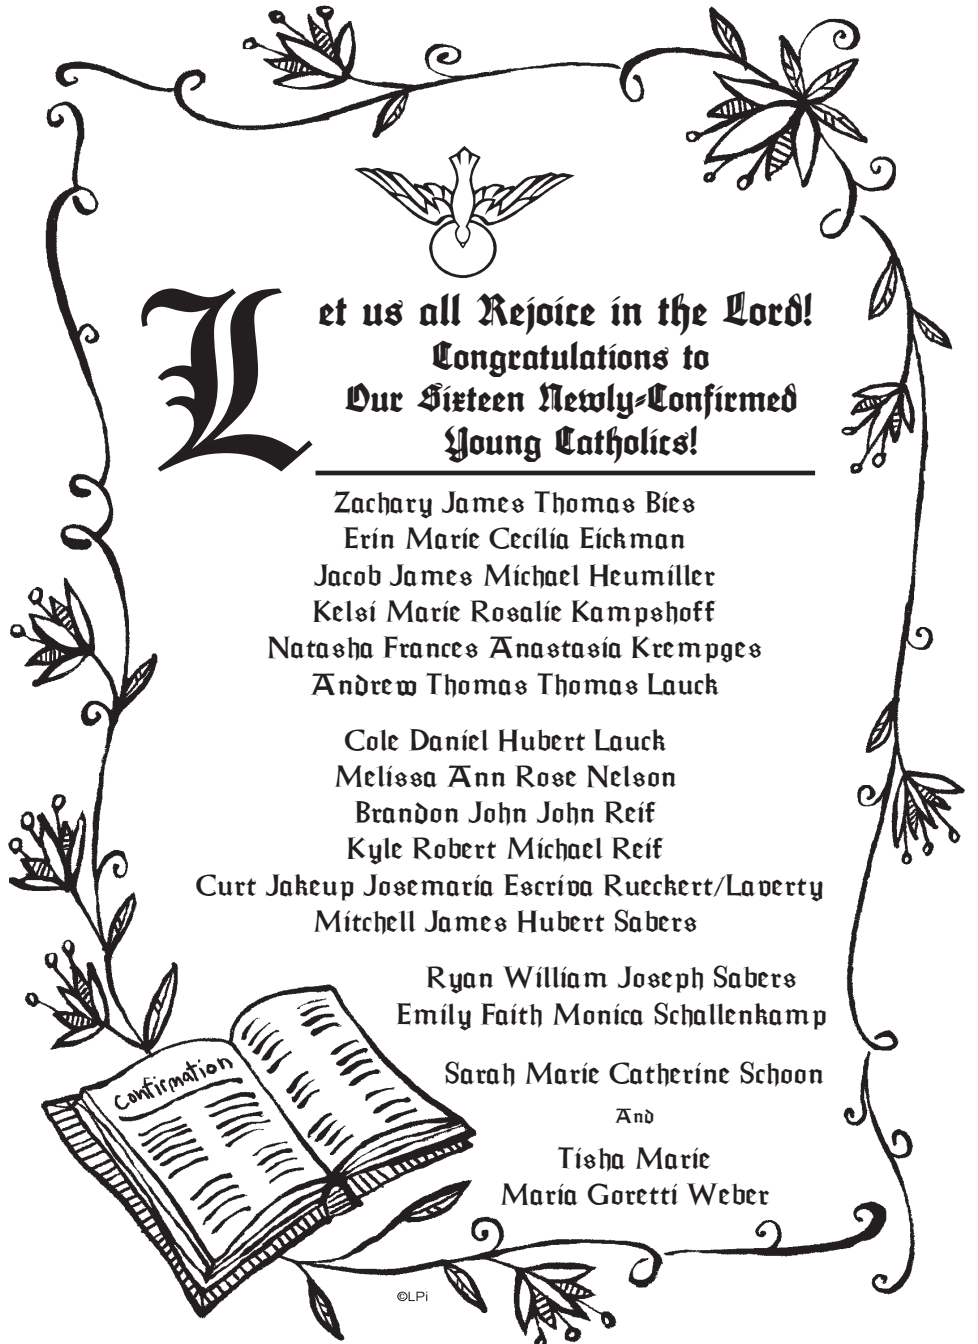 Let us all Rejoice in the Lord!
Congratulations to
Our Sixteen Newly-Confirmed
Young Catholics!
Zachary James Thomas Bies
Erin Marie Cecilia Eickman
Jacob James Michael Heumiller
Kelsi Marie Rosalie Kampshoff
Natasha Frances Anastasia Krempges
Andrew Thomas Thomas Lauck
Cole Daniel Hubert Lauck
Melissa Ann Rose Nelson
Brandon John John Reif
Kyle Robert Michael Reif
Curt Jakeup Josemaria Escriva Rueckert/Laverty
Mitchell James Hubert Sabers
Ryan William Joseph Sabers
Emily Faith Monica Schallenkamp
Sarah Marie Catherine Schoon
And
Tisha Marie
Maria Goretti Weber
Confirmation
©LPi